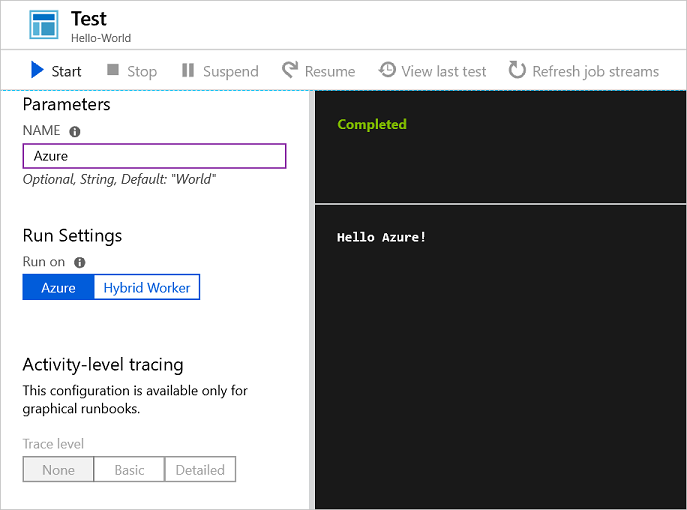 Test
Hello-World
Start Stop Suspend Resume View last test Refresh job streams
Parameters
NAME
Azure
Optional, String, Default: "World"
Run Settings
Run on
Azure Hybrid Worker
Activity-level tracing
This configuration is available only for
graphical runbooks.
Trace level
None Basic Detailed
Completed
Hello Azure!